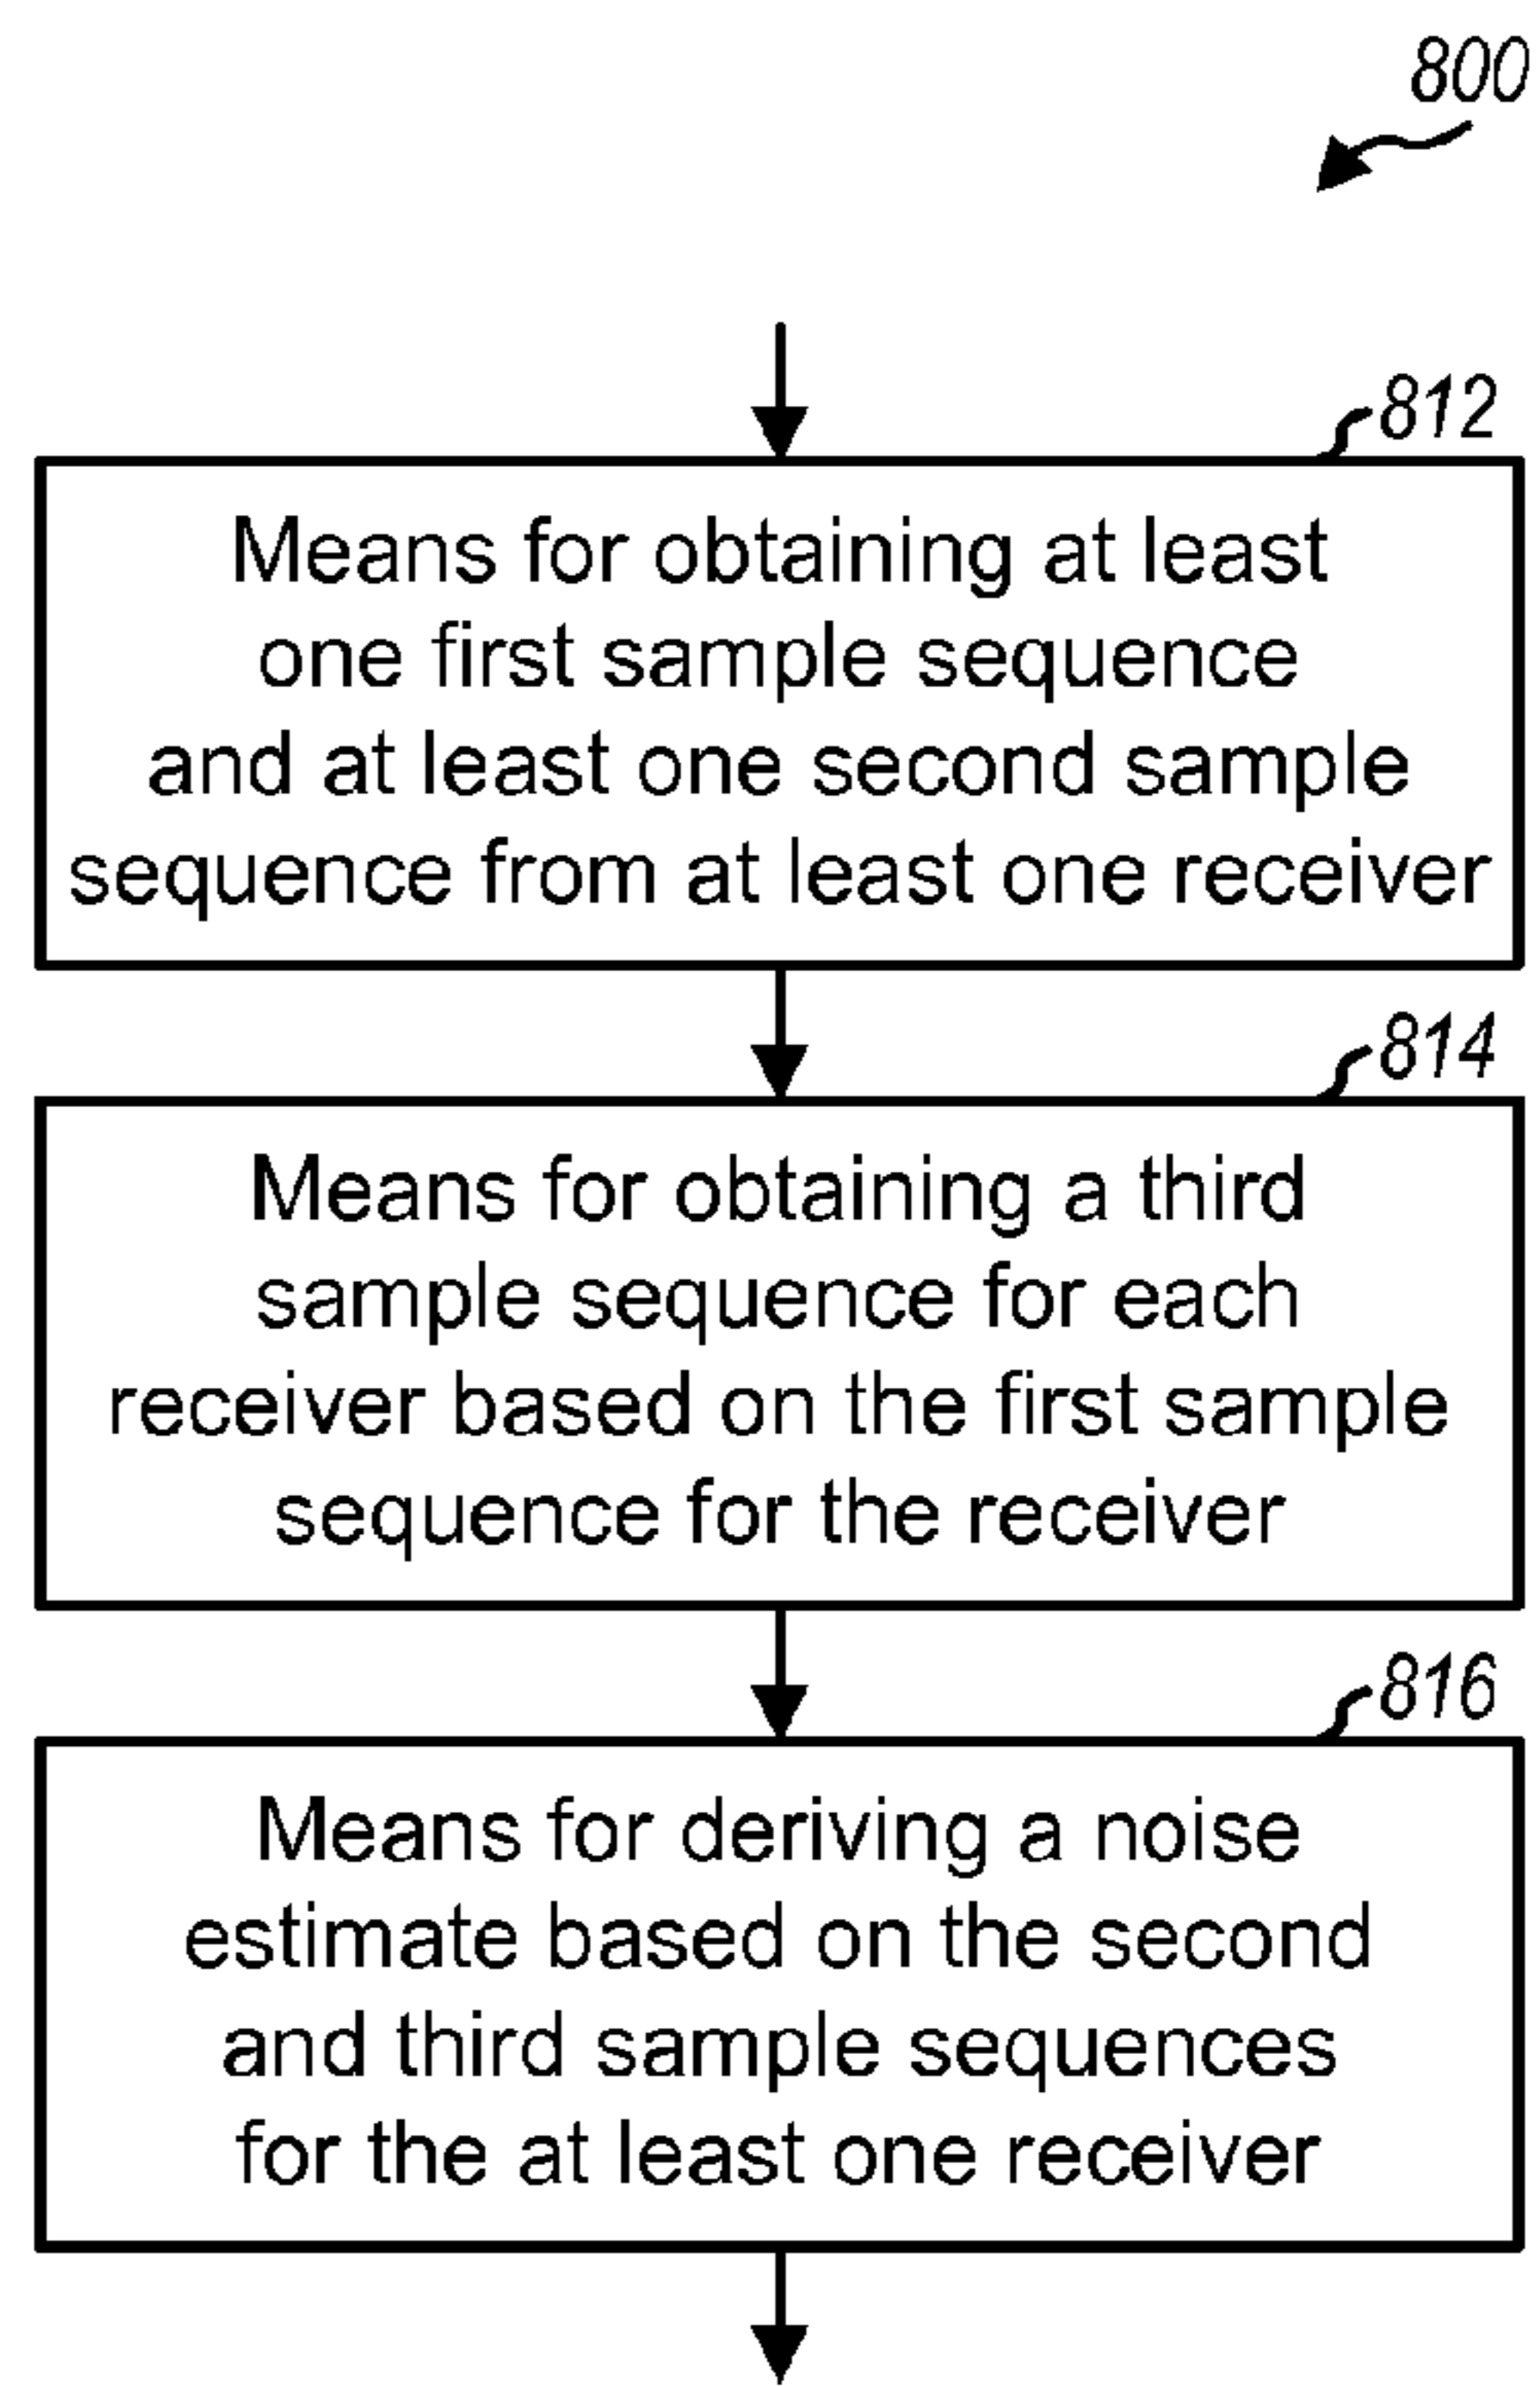 800
812
Means for obtaining at least
one first sample sequence
and at least one second sample
sequence from at least one receiver
814
Means for obtaining a third
sample sequence for each
receiver based on the first sample
sequence for the receiver
816
Means for deriving a noise
estimate based on the second
and third sample sequences
for the at least one receiver